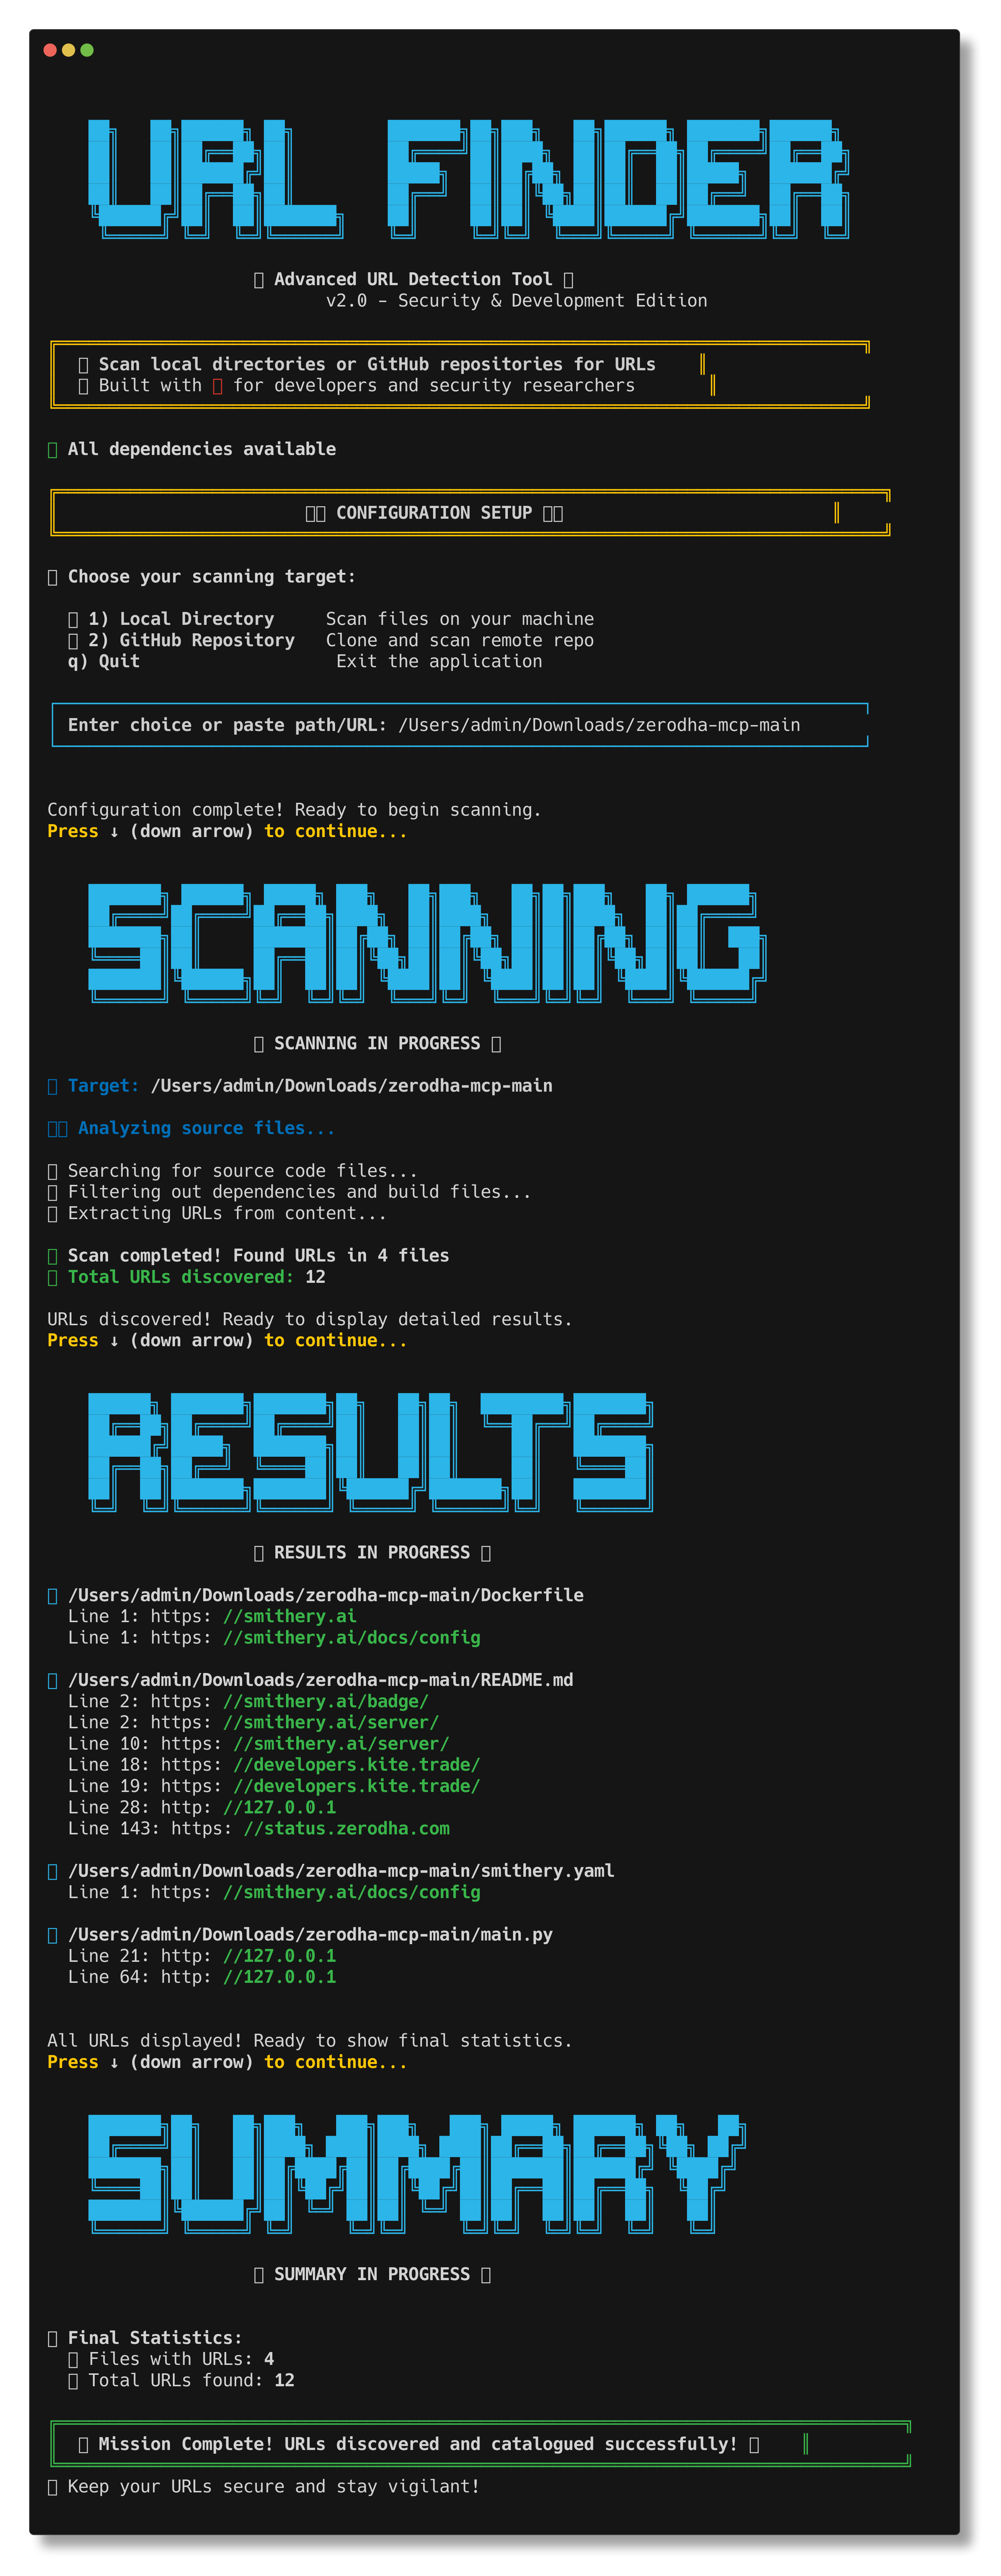 URL FINDER
Advanced URL Detection Tool
v2.0 - Security & Development Edition
Scan local directories or GitHub repositories for URLs
Built with for developers and security researchers
All dependencies available
CONFIGURATION SETUP
Choose your scanning target:
1) Local Directory Scan files on your machine
2) GitHub Repository Clone and scan remote repo
q) Quit Exit the application
Enter choice or paste path/URL: /Users/admin/Downloads/zerodha-mcp-main
Configuration complete! Ready to begin scanning.
Press ↓ (down arrow) to continue...
SCANNING
SCANNING IN PROGRESS
Target: /Users/admin/Downloads/zerodha-mcp-main
Analyzing source files...
Searching for source code files...
Filtering out dependencies and build files...
Extracting URLs from content...
Scan completed! Found URLs in 4 files
Total URLs discovered: 12
URLs discovered! Ready to display detailed results.
Press ↓ (down arrow) to continue...
RESULTS
RESULTS IN PROGRESS
/Users/admin/Downloads/zerodha-mcp-main/Dockerfile
Line 1: https: //smithery.ai
Line 1: https: //smithery.ai/docs/config
/Users/admin/Downloads/zerodha-mcp-main/README.md
Line 2: https: //smithery.ai/badge/
Line 2: https: //smithery.ai/server/
Line 10: https: //smithery.ai/server/
Line 18: https: //developers.kite.trade/
Line 19: https: //developers.kite.trade/
Line 28: http: //127.0.0.1
Line 143: https: //status.zerodha.com
/Users/admin/Downloads/zerodha-mcp-main/smithery.yaml
Line 1: https: //smithery.ai/docs/config
/Users/admin/Downloads/zerodha-mcp-main/main.py
Line 21: http: //127.0.0.1
Line 64: http: //127.0.0.1
All URLs displayed! Ready to show final statistics.
Press ↓ (down arrow) to continue...
SUMMARY
SUMMARY IN PROGRESS
Final Statistics:
Files with URLs: 4
Total URLs found: 12
Mission Complete! URLs discovered and catalogued successfully!
Keep your URLs secure and stay vigilant!